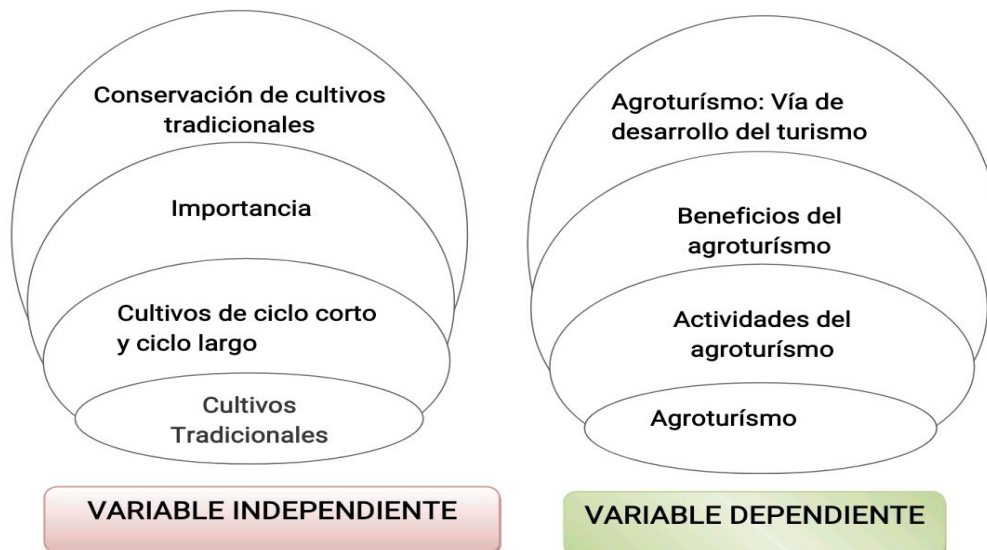 Conservación de cultivos
tradicionales
Importancia
Cultivos de ciclo corto
y ciclo largo
Cultivos
Tradicionales
VARIABLE INDEPENDIENTE
Agroturísmo: Vía de
desarrollo del turismo
Beneficios del
agroturísmo
Actividades del
agroturísmo
Agroturísmo
VARIABLE DEPENDIENTE